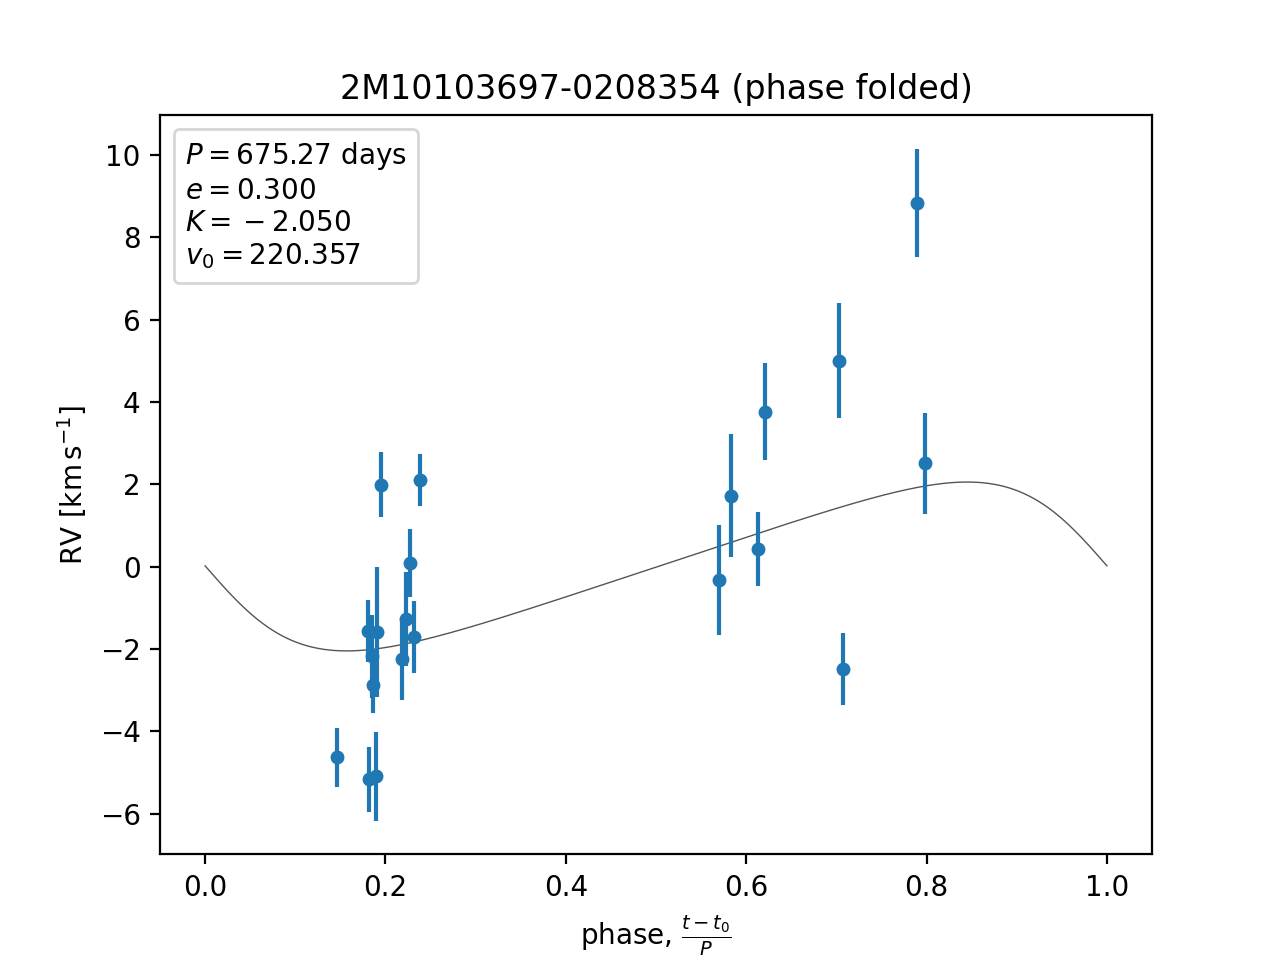 2M10103697-0208354 (phase folded)
P = 675.27 days
e = 0.300
K = − 2.050
v₀ = 220.357
10
8
6
4
2
0
−2
−4
−6
RV [km s⁻¹]
0.0 0.2 0.4 0.6 0.8 1.0
phase, (t − t₀)/P